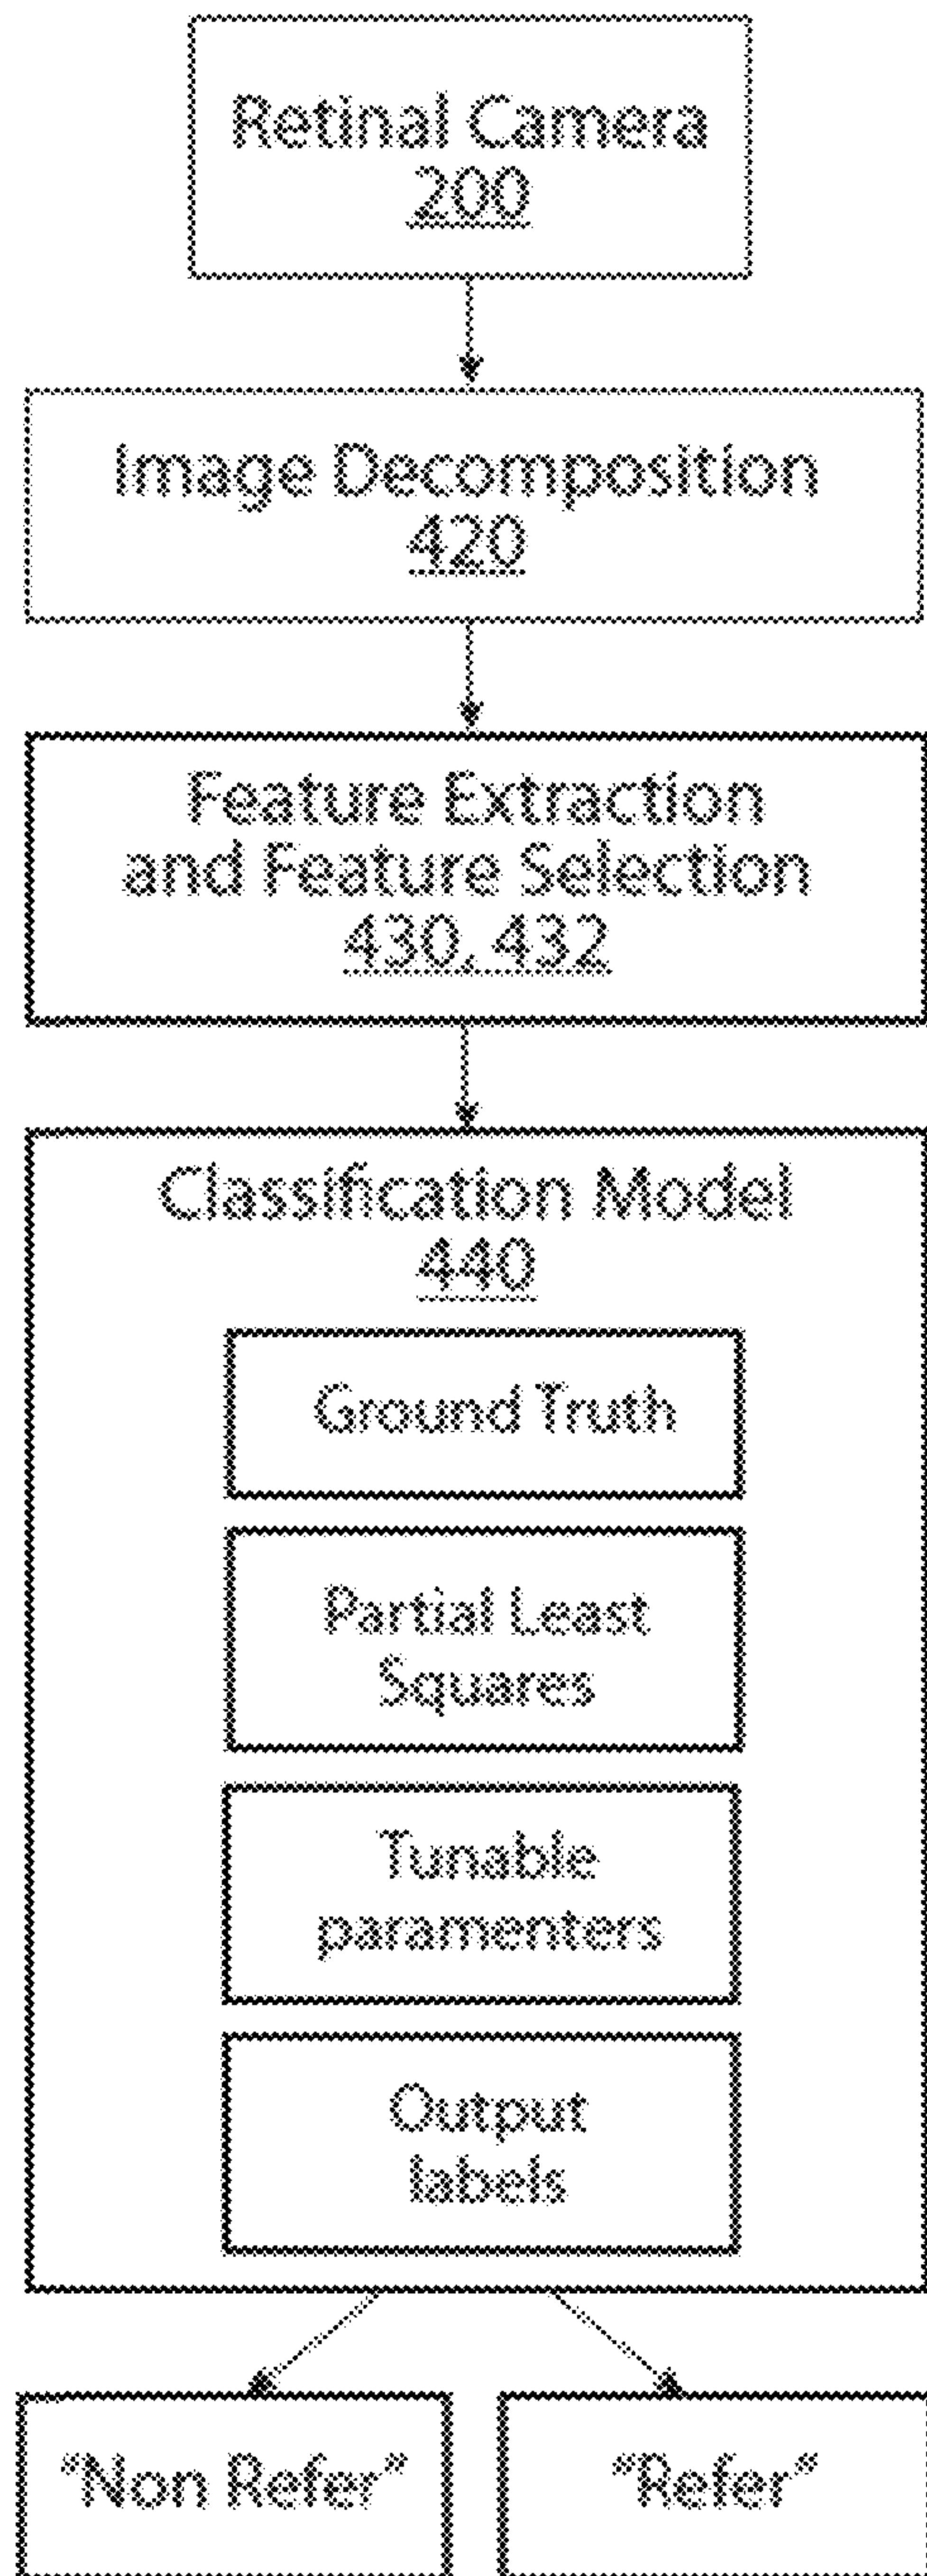 Retinal Camera
200
Image Decomposition
420
Feature Extraction
and Feature Selection
430, 432
Classification Model
440
Ground Truth
Partial Least
Squares
Tunable
paramenters
Output
labels
"Non Refer"
"Refer"